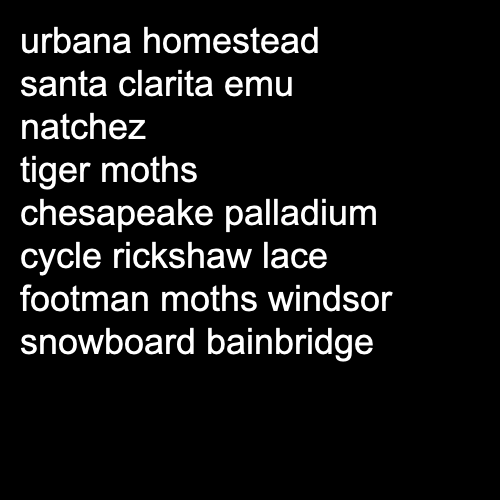 urbana homestead
santa clarita emu
natchez
tiger moths
chesapeake palladium
cycle rickshaw lace
footman moths windsor
snowboard bainbridge